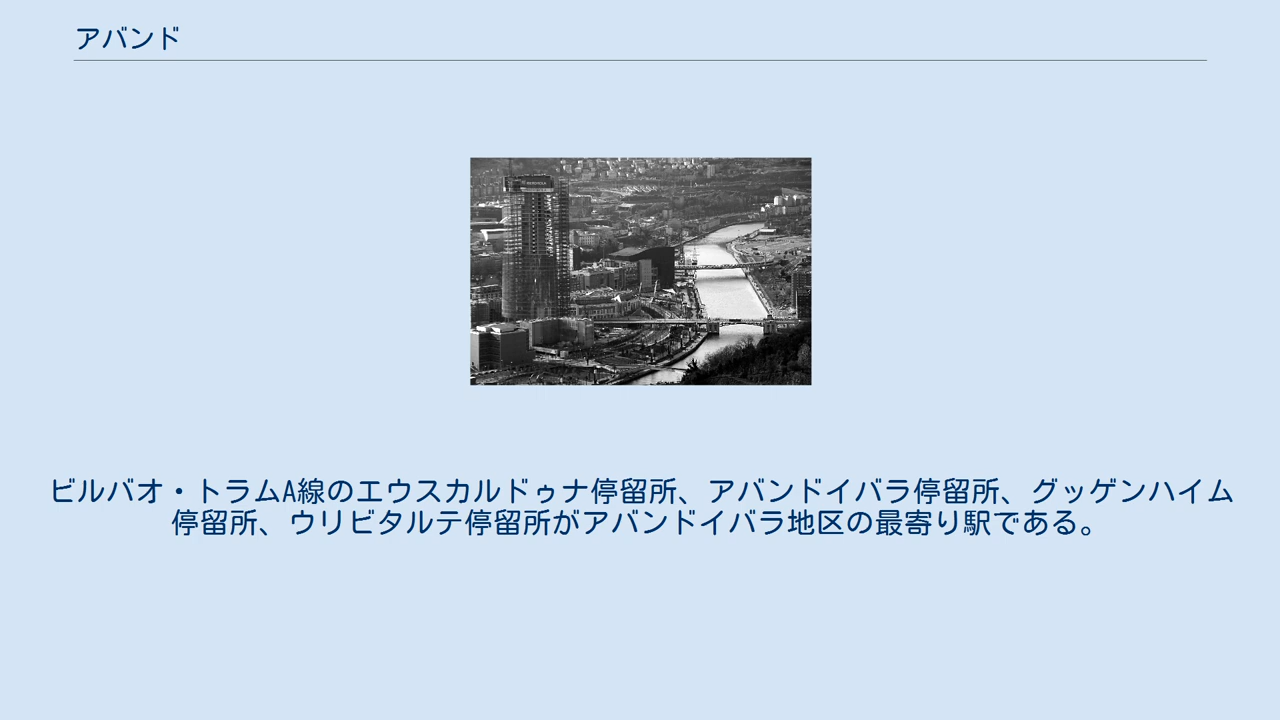 アバンド
ビルバオ・トラムA線のエウスカルドゥナ停留所、アバンドイバラ停留所、グッゲンハイム
停留所、ウリビタルテ停留所がアバンドイバラ地区の最寄り駅である。